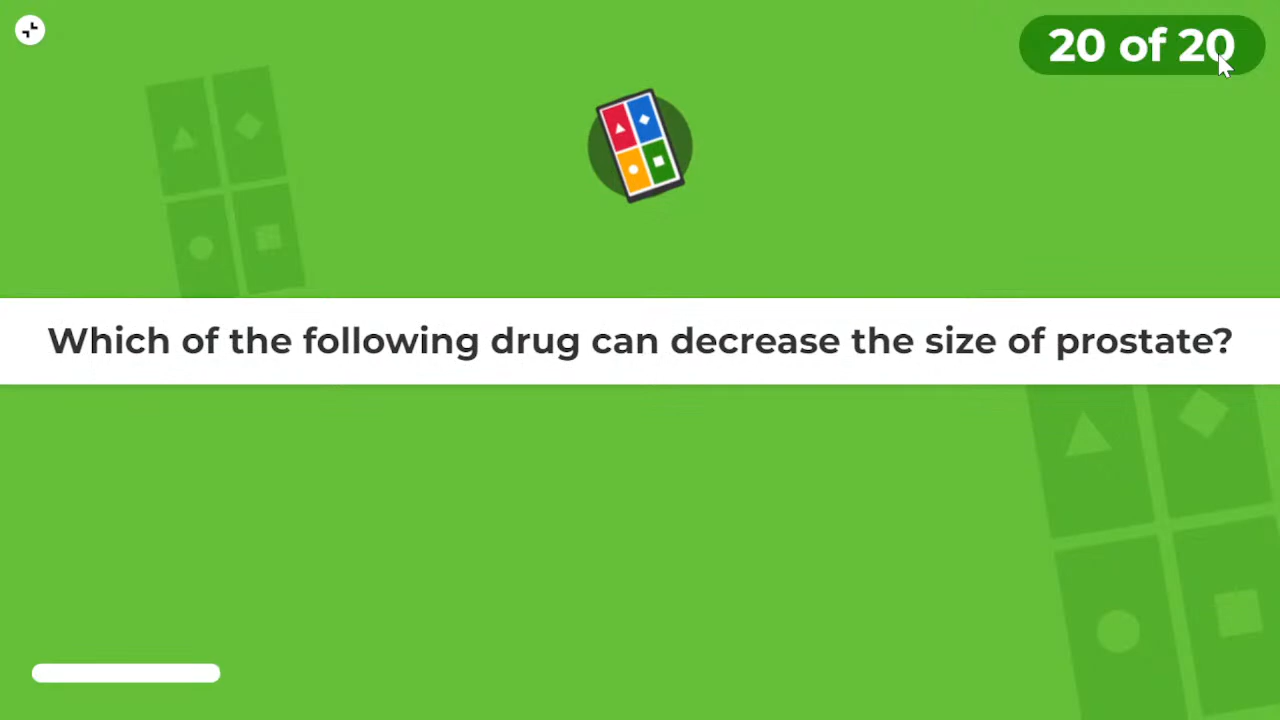 20 of 20
Which of the following drug can decrease the size of prostate?